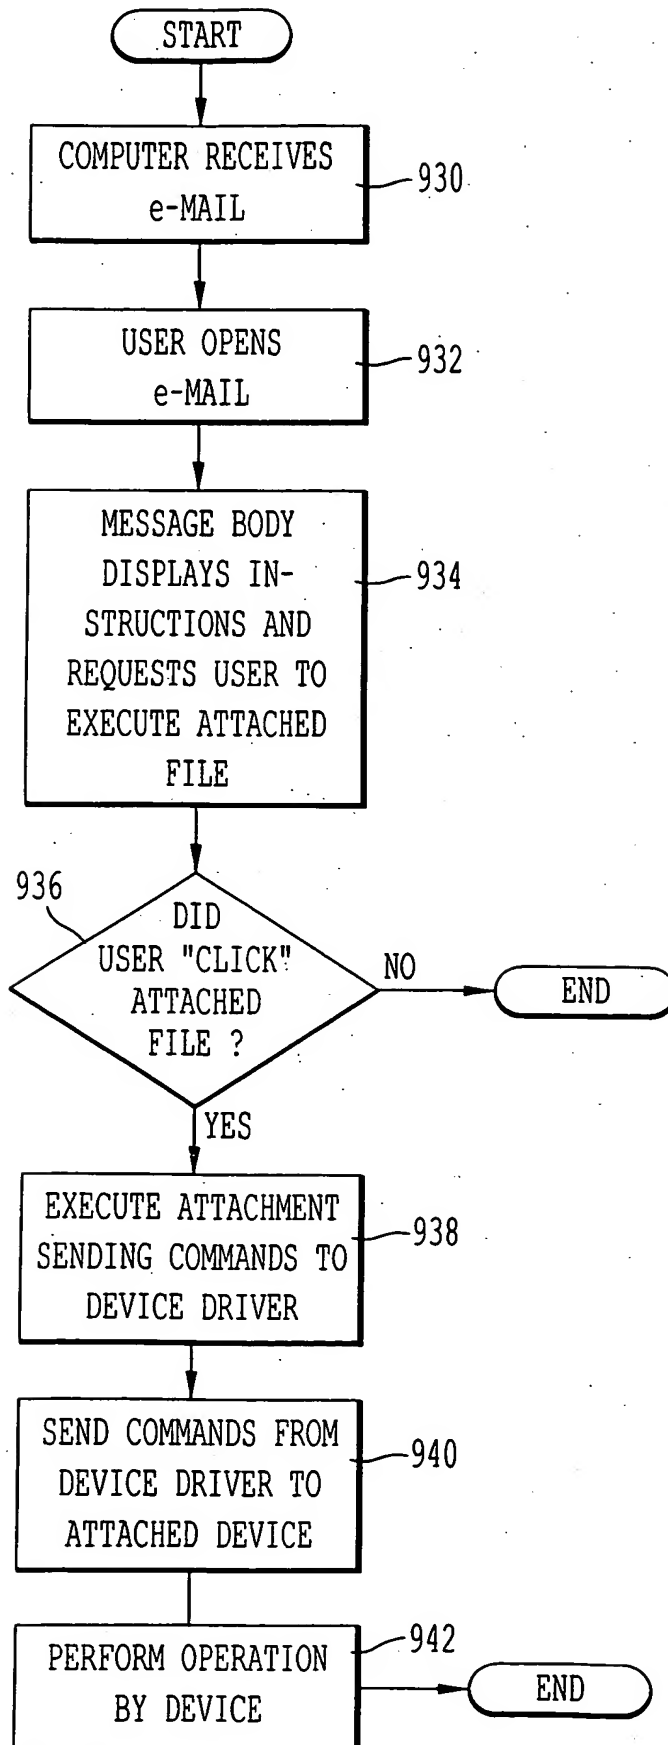 START
COMPUTER RECEIVES
e-MAIL
930
USER OPENS
e-MAIL
932
MESSAGE BODY
DISPLAYS IN-
STRUCTIONS AND
REQUESTS USER TO
EXECUTE ATTACHED
FILE
934
936
DID
USER "CLICK"
ATTACHED
FILE ?
NO
END
YES
EXECUTE ATTACHMENT
SENDING COMMANDS TO
DEVICE DRIVER
938
SEND COMMANDS FROM
DEVICE DRIVER TO
ATTACHED DEVICE
940
PERFORM OPERATION
BY DEVICE
942
END